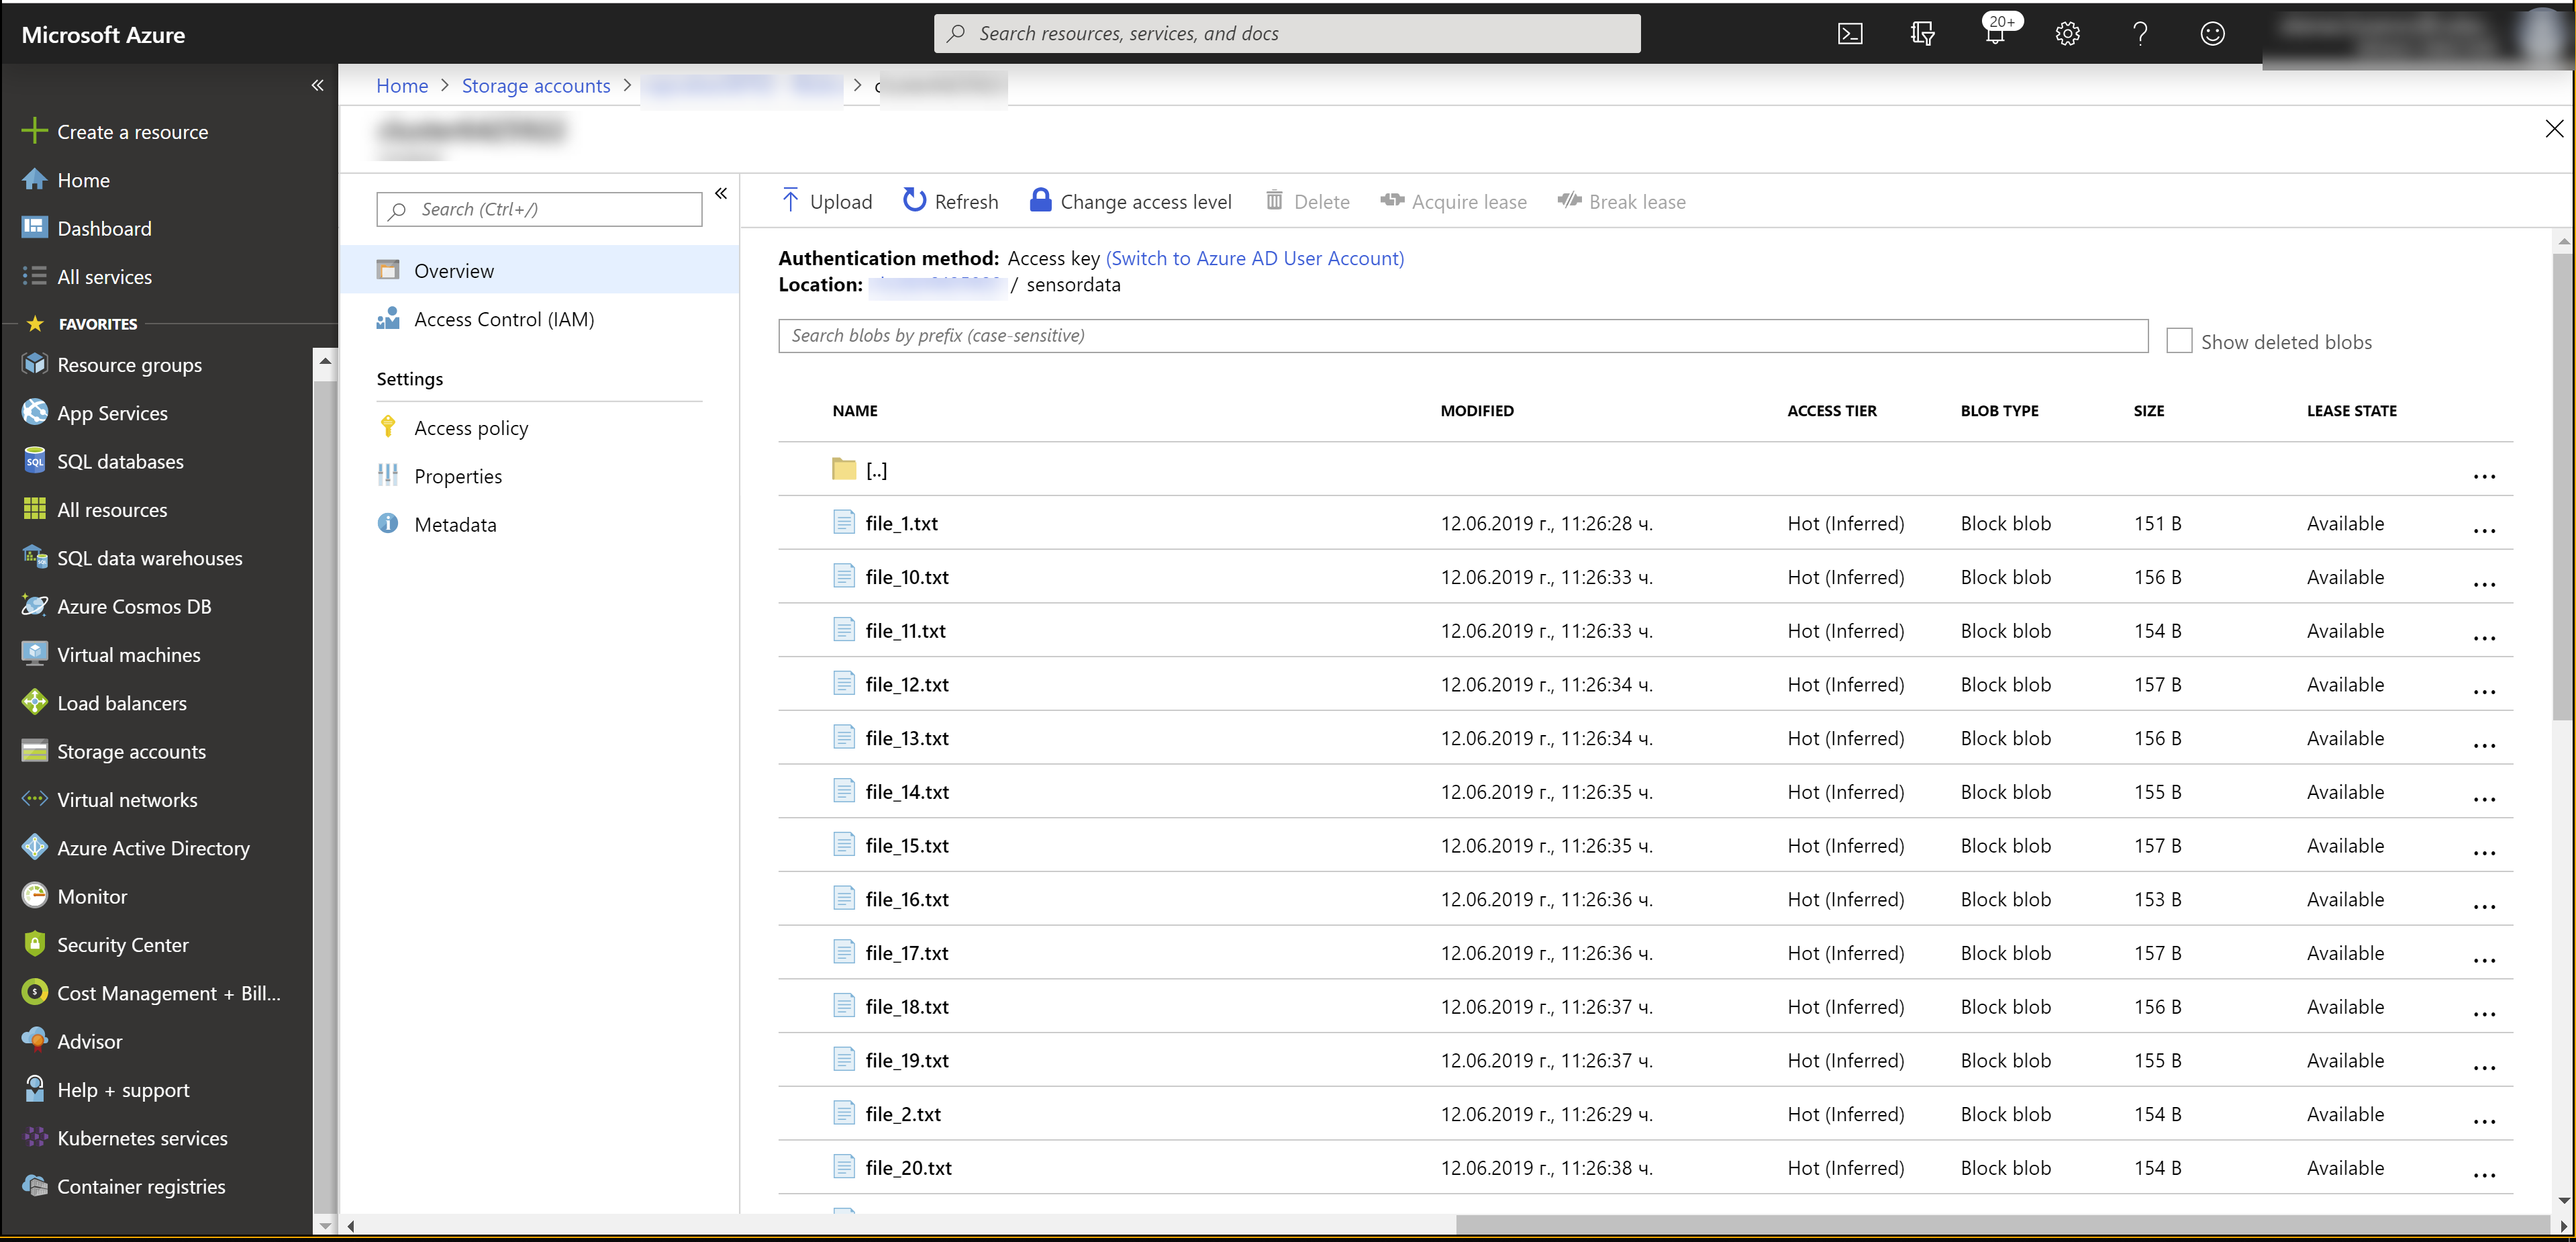 Microsoft Azure
Search resources, services, and docs
20+
Create a resource
Home
Dashboard
All services
FAVORITES
Resource groups
App Services
SQL databases
All resources
SQL data warehouses
Azure Cosmos DB
Virtual machines
Load balancers
Storage accounts
Virtual networks
Azure Active Directory
Monitor
Security Center
Cost Management + Bill...
Advisor
Help + support
Kubernetes services
Container registries
Home > Storage accounts > >
Search (Ctrl+/)
Overview
Access Control (IAM)
Settings
Access policy
Properties
Metadata
Upload Refresh Change access level Delete Acquire lease Break lease
Authentication method: Access key (Switch to Azure AD User Account)
Location: / sensordata
Search blobs by prefix (case-sensitive)
Show deleted blobs
NAME MODIFIED ACCESS TIER BLOB TYPE SIZE LEASE STATE
[..] ...
file_1.txt 12.06.2019 г., 11:26:28 ч. Hot (Inferred) Block blob 151 B Available ...
file_10.txt 12.06.2019 г., 11:26:33 ч. Hot (Inferred) Block blob 156 B Available ...
file_11.txt 12.06.2019 г., 11:26:33 ч. Hot (Inferred) Block blob 154 B Available ...
file_12.txt 12.06.2019 г., 11:26:34 ч. Hot (Inferred) Block blob 157 B Available ...
file_13.txt 12.06.2019 г., 11:26:34 ч. Hot (Inferred) Block blob 156 B Available ...
file_14.txt 12.06.2019 г., 11:26:35 ч. Hot (Inferred) Block blob 155 B Available ...
file_15.txt 12.06.2019 г., 11:26:35 ч. Hot (Inferred) Block blob 157 B Available ...
file_16.txt 12.06.2019 г., 11:26:36 ч. Hot (Inferred) Block blob 153 B Available ...
file_17.txt 12.06.2019 г., 11:26:36 ч. Hot (Inferred) Block blob 157 B Available ...
file_18.txt 12.06.2019 г., 11:26:37 ч. Hot (Inferred) Block blob 156 B Available ...
file_19.txt 12.06.2019 г., 11:26:37 ч. Hot (Inferred) Block blob 155 B Available ...
file_2.txt 12.06.2019 г., 11:26:29 ч. Hot (Inferred) Block blob 154 B Available ...
file_20.txt 12.06.2019 г., 11:26:38 ч. Hot (Inferred) Block blob 154 B Available ...